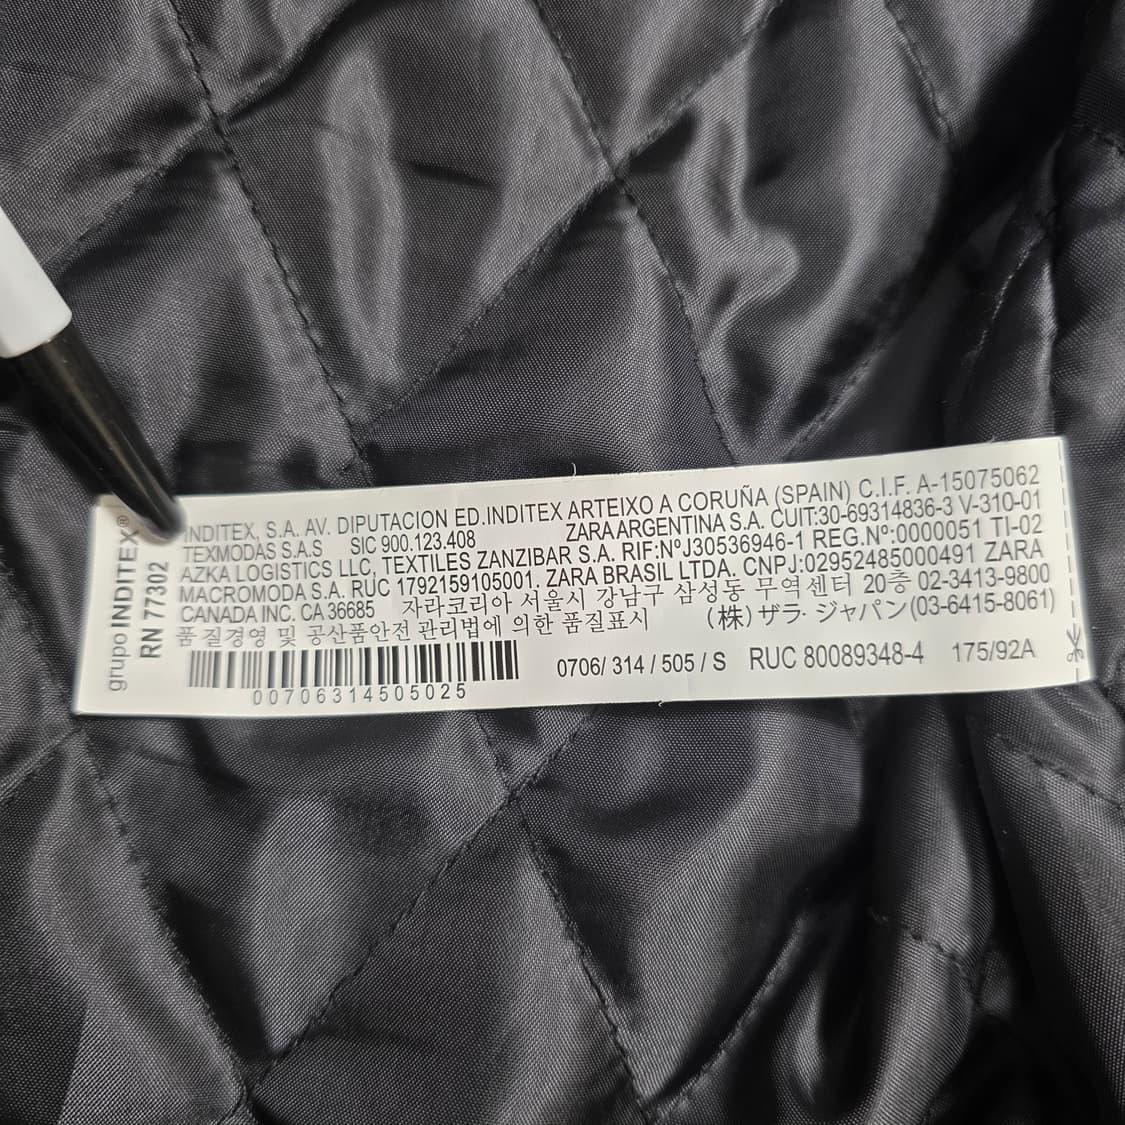 grupo INDITEX®
RN 77302
INDITEX, S.A. AV. DIPUTACION ED.INDITEX ARTEIXO A CORUÑA (SPAIN) C.I.F. A-15075062
TEXMODAS S.A.S SIC 900.123.408 ZARA ARGENTINA S.A. CUIT:30-69314836-3 V-310-01
AZKA LOGISTICS LLC, TEXTILES ZANZIBAR S.A. RIF:NºJ30536946-1 REG.Nº:0000051 TI-02
MACROMODA S.A. RUC 1792159105001. ZARA BRASIL LTDA. CNPJ:02952485000491 ZARA
CANADA INC. CA 36685 자라코리아 서울시 강남구 삼성동 무역센터 20층 02-3413-9800
품질경영 및 공산품안전 관리법에 의한 품질표시 (株)ザラ・ジャパン(03-6415-8061)
0706/ 314 / 505 / S RUC 80089348-4 175/92A
00706314505025